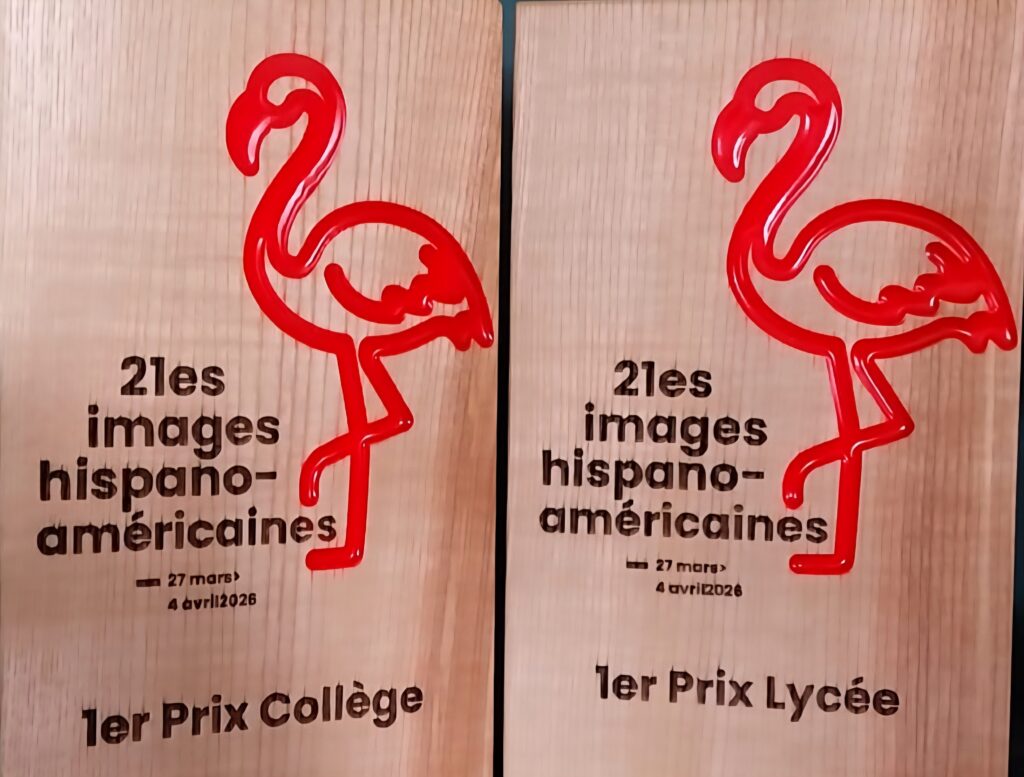 21es
images
hispano-
américaines
27 mars>
4 avril2026
1er Prix Collège
21es
images
hispano-
américaines
27 mars>
4 avril2026
1er Prix Lycée